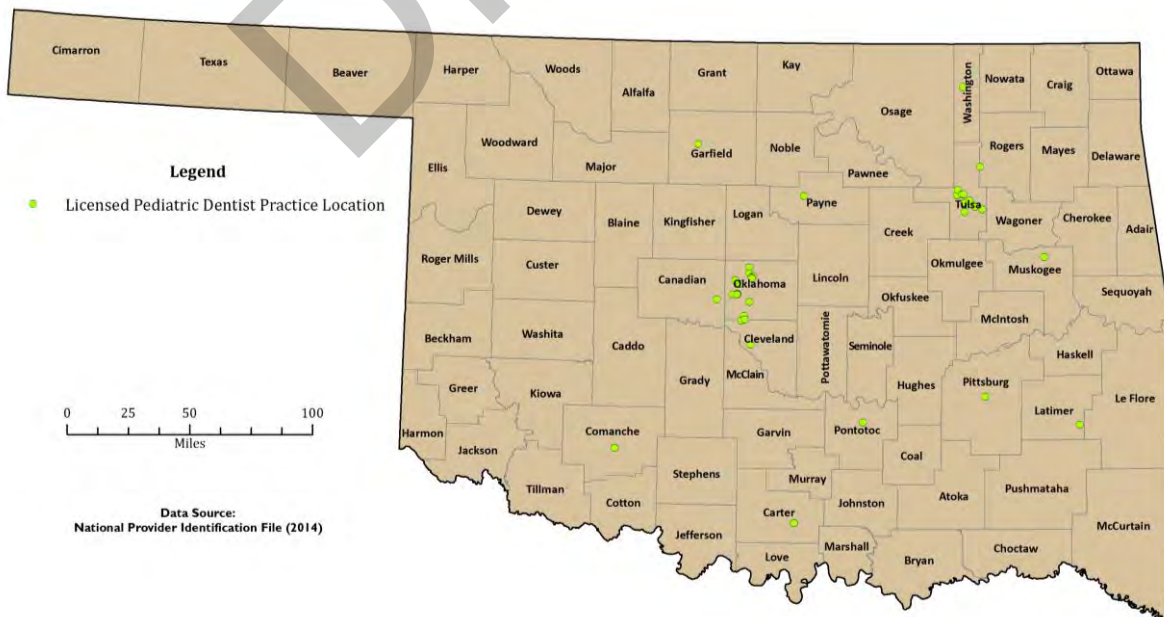 Cimarron
Texas
Beaver
Harper
Woods
Alfalfa
Grant
Kay
Osage
Washington
Nowata
Craig
Ottawa
Woodward
Ellis
Major
Garfield
Noble
Pawnee
Rogers
Mayes
Delaware
Legend
Licensed Pediatric Dentist Practice Location
Dewey
Blaine
Kingfisher
Logan
Payne
Creek
Tulsa
Wagoner
Cherokee
Adair
Roger Mills
Custer
Canadian
Oklahoma
Lincoln
Okmulgee
Muskogee
Okfuskee
Sequoyah
McIntosh
Beckham
Washita
Caddo
Cleveland
Pottawatomie
Seminole
Haskell
Greer
Kiowa
Grady
McClain
Hughes
Pittsburg
Latimer
Le Flore
0 25 50 100
Miles
Harmon
Jackson
Comanche
Garvin
Pontotoc
Coal
Stephens
Murray
Tillman
Cotton
Johnston
Atoka
Pushmataha
Carter
McCurtain
Jefferson
Marshall
Love
Bryan
Choctaw
Data Source:
National Provider Identification File (2014)